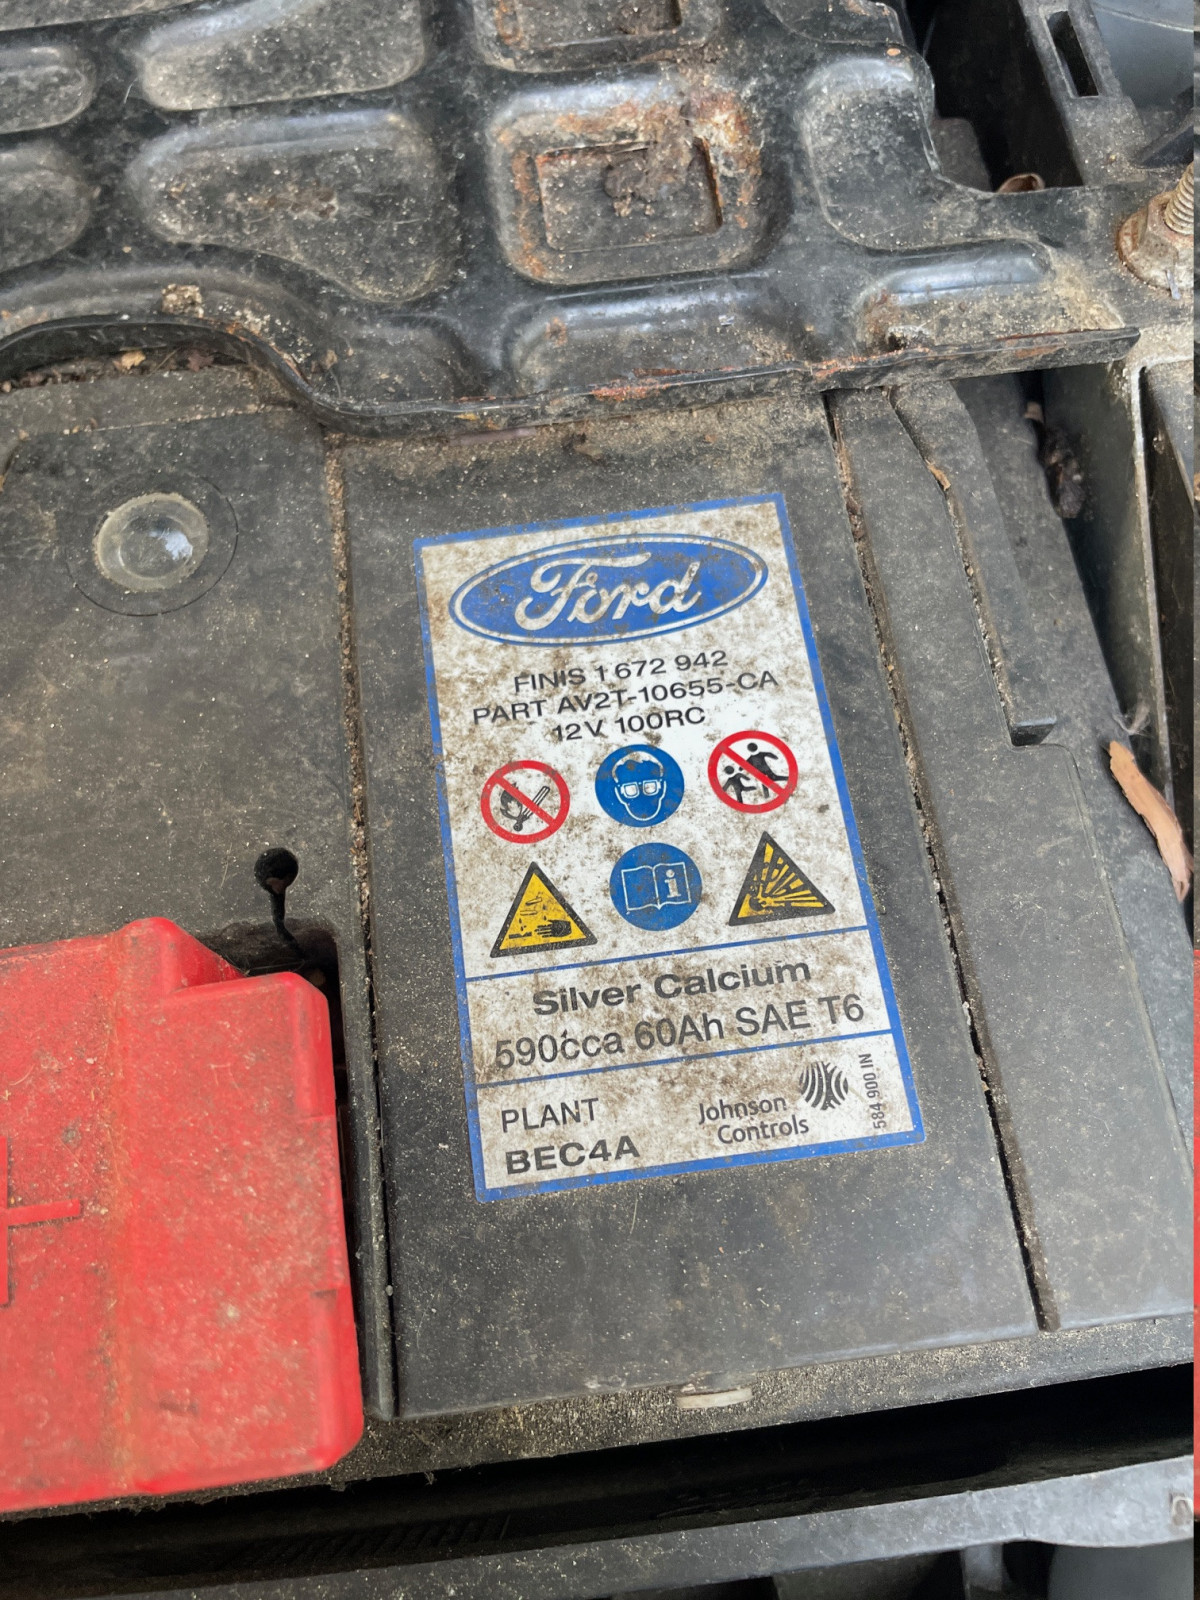 Ford
FINIS 1 672 942
PART AV2T-10655-CA
12V 100RC
Silver Calcium
590cca 60Ah SAE T6
PLANT
BEC4A
Johnson
Controls
584.900.IN